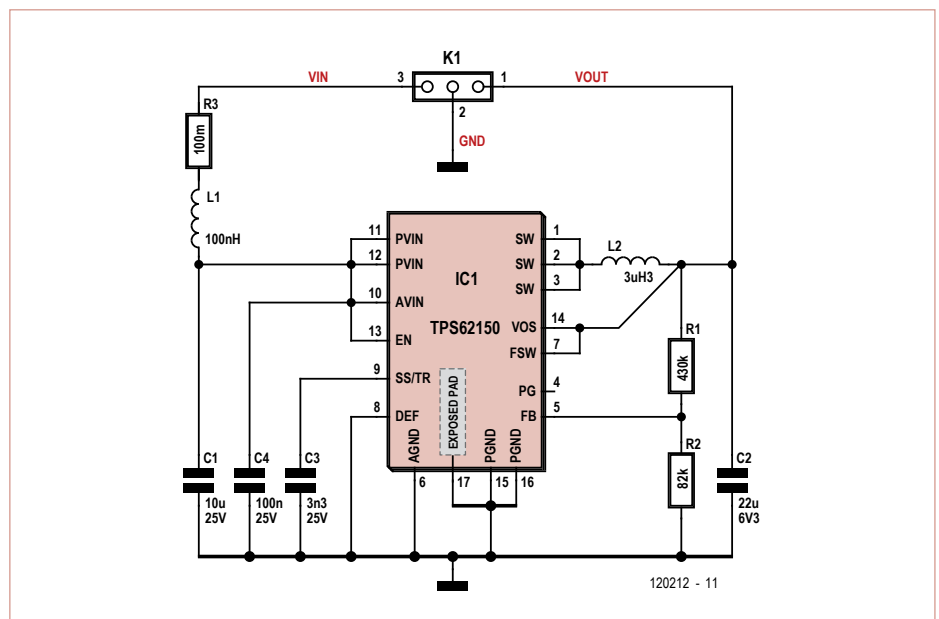 K1
VIN
3
1
VOUT
2
GND
R3
100m
L1
100nH
11
PVIN
12
PVIN
10
AVIN
13
EN
9
SS/TR
8
DEF
IC1
TPS62150
EXPOSED PAD
AGND
PGND
PGND
6
17
15
16
SW
1
SW
2
SW
3
VOS
14
FSW
7
PG
4
FB
5
L2
3uH3
R1
430k
R2
82k
C1
10u
25V
C4
100n
25V
C3
3n3
25V
C2
22u
6V3
120212 - 11